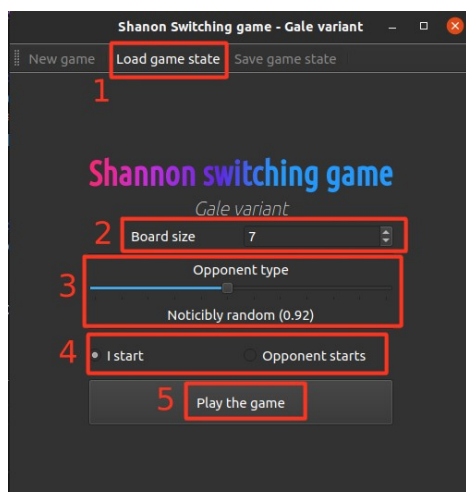 Shanon Switching game - Gale variant
New game Load game state Save game state
1
Shannon switching game
Gale variant
2 Board size 7
Opponent type
3
Noticibly random (0.92)
4 I start Opponent starts
5 Play the game